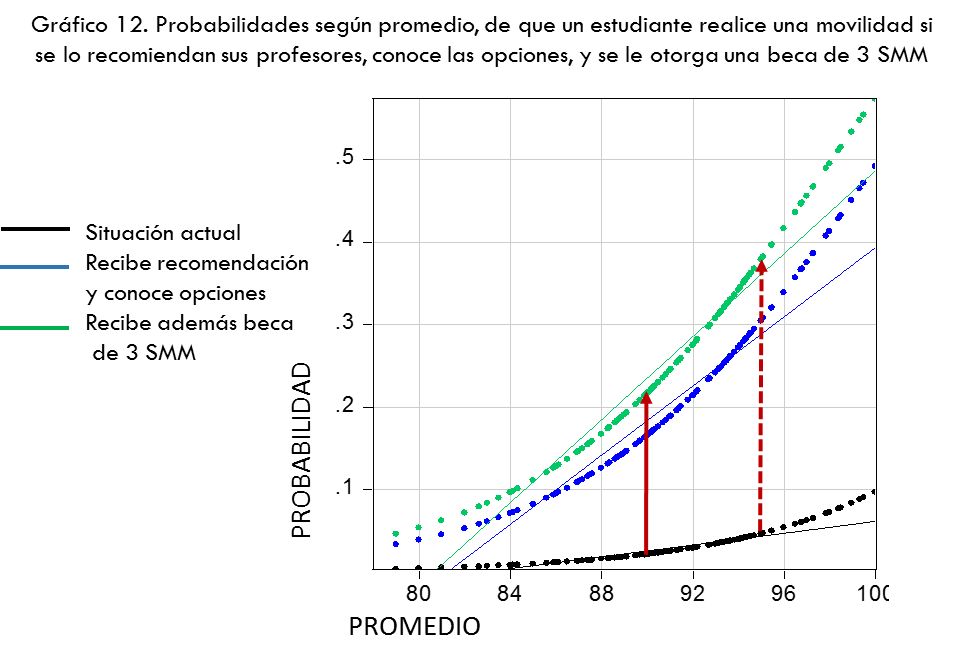 Gráfico 12. Probabilidades según promedio, de que un estudiante realice una movilidad si
se lo recomiendan sus profesores, conoce las opciones, y se le otorga una beca de 3 SMM
Situación actual
Recibe recomendación
y conoce opciones
Recibe además beca
de 3 SMM
PROBABILIDAD
.5
.4
.3
.2
.1
80 84 88 92 96 100
PROMEDIO